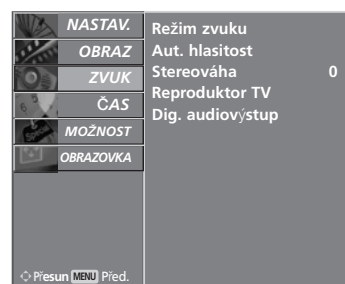 NASTAV.
OBRAZ
ZVUK
ČAS
MOŽNOST
OBRAZOVKA
Přesun MENU Před.
Režim zvuku
Aut. hlasitost
Stereováha 0
Reproduktor TV
Dig. audiovýstup